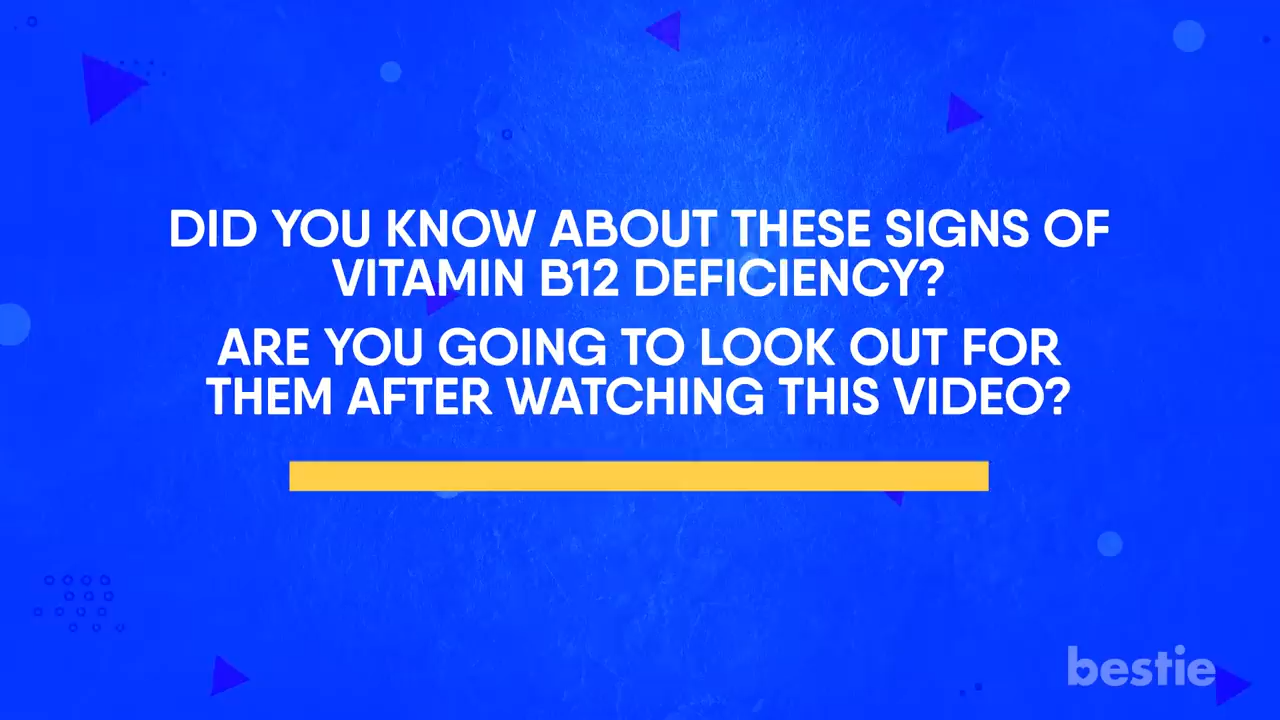 DID YOU KNOW ABOUT THESE SIGNS OF
VITAMIN B12 DEFICIENCY?
ARE YOU GOING TO LOOK OUT FOR
THEM AFTER WATCHING THIS VIDEO?
bestie